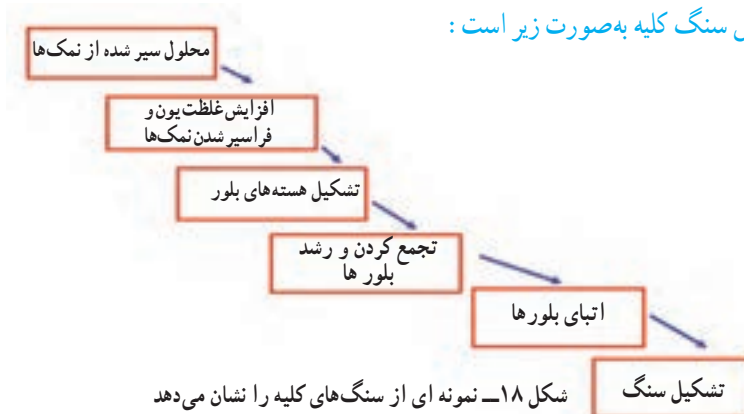 سنگ کلیه به‌صورت زیر است :
محلول سیر شده از نمک‌ها
افزایش غلظت یون و
فراسیر شدن نمک‌ها
تشکیل هسته‌های بلور
تجمع کردن و رشد
بلور ها
اتبای بلورها
تشکیل سنگ
شکل ۱۸ــ نمونه ای از سنگ‌های کلیه را نشان می‌دهد